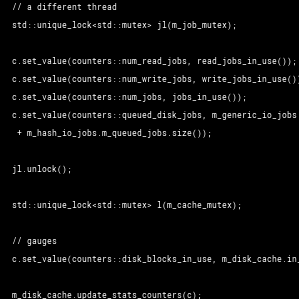 // a different thread
std::unique_lock<std::mutex> jl(m_job_mutex);
c.set_value(counters::num_read_jobs, read_jobs_in_use());
c.set_value(counters::num_write_jobs, write_jobs_in_use())
c.set_value(counters::num_jobs, jobs_in_use());
c.set_value(counters::queued_disk_jobs, m_generic_io_jobs
+ m_hash_io_jobs.m_queued_jobs.size());
jl.unlock();
std::unique_lock<std::mutex> l(m_cache_mutex);
// gauges
c.set_value(counters::disk_blocks_in_use, m_disk_cache.in_
m_disk_cache.update_stats_counters(c);